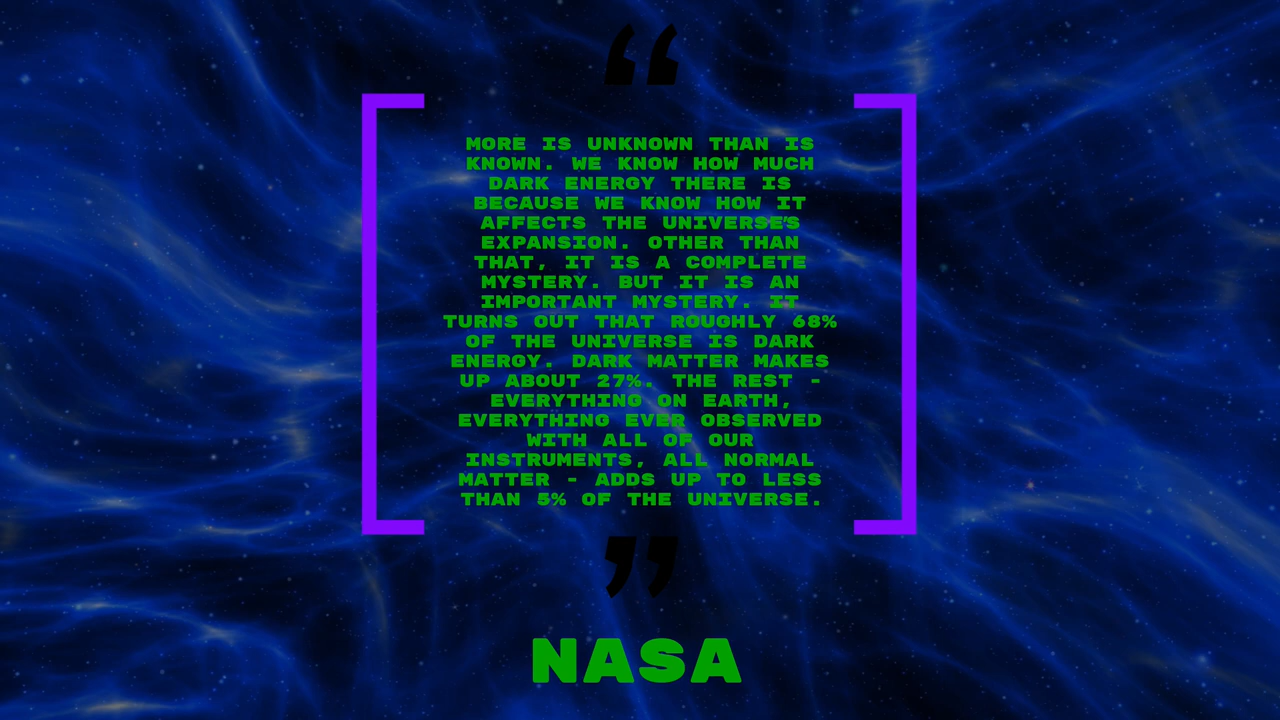 “
MORE IS UNKNOWN THAN IS
KNOWN. WE KNOW HOW MUCH
DARK ENERGY THERE IS
BECAUSE WE KNOW HOW IT
AFFECTS THE UNIVERSE'S
EXPANSION. OTHER THAN
THAT, IT IS A COMPLETE
MYSTERY. BUT IT IS AN
IMPORTANT MYSTERY. IT
TURNS OUT THAT ROUGHLY 68%
OF THE UNIVERSE IS DARK
ENERGY. DARK MATTER MAKES
UP ABOUT 27%. THE REST -
EVERYTHING ON EARTH,
EVERYTHING EVER OBSERVED
WITH ALL OF OUR
INSTRUMENTS, ALL NORMAL
MATTER - ADDS UP TO LESS
THAN 5% OF THE UNIVERSE.
”
NASA